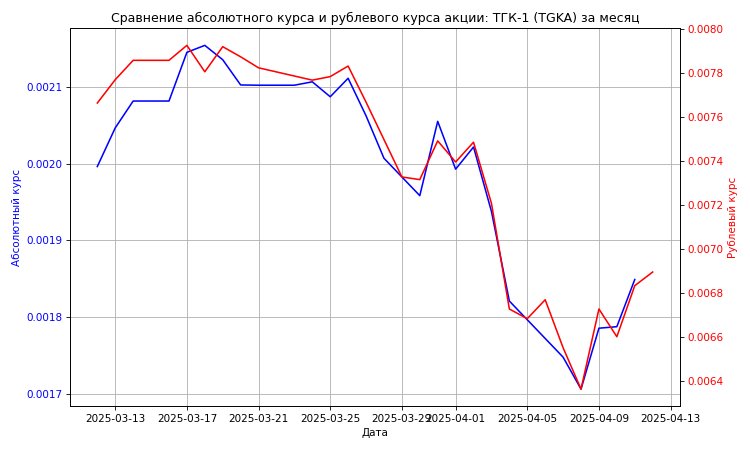 Сравнение абсолютного курса и рублевого курса акции: ТГК-1 (TGKA) за месяц
0.0021
0.0020
0.0019
0.0018
0.0017
Абсолютный курс
0.0080
0.0078
0.0076
0.0074
0.0072
0.0070
0.0068
0.0066
0.0064
Рублевый курс
2025-03-13 2025-03-17 2025-03-21 2025-03-25 2025-03-29 2025-04-01 2025-04-05 2025-04-09 2025-04-13
Дата